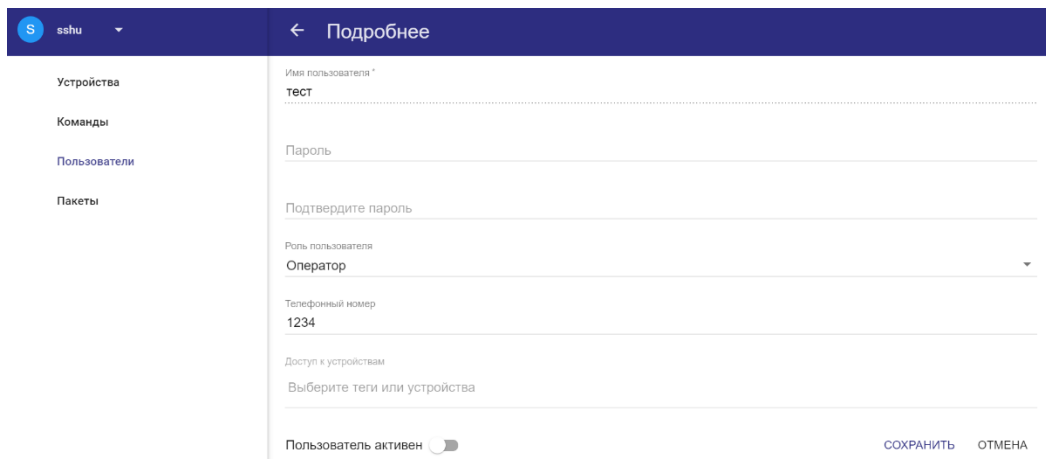 S sshu
Устройства
Команды
Пользователи
Пакеты
Подробнее
Имя пользователя *
тест
Пароль
Подтвердите пароль
Роль пользователя
Оператор
Телефонный номер
1234
Доступ к устройствам
Выберите теги или устройства
Пользователь активен
СОХРАНИТЬ ОТМЕНА